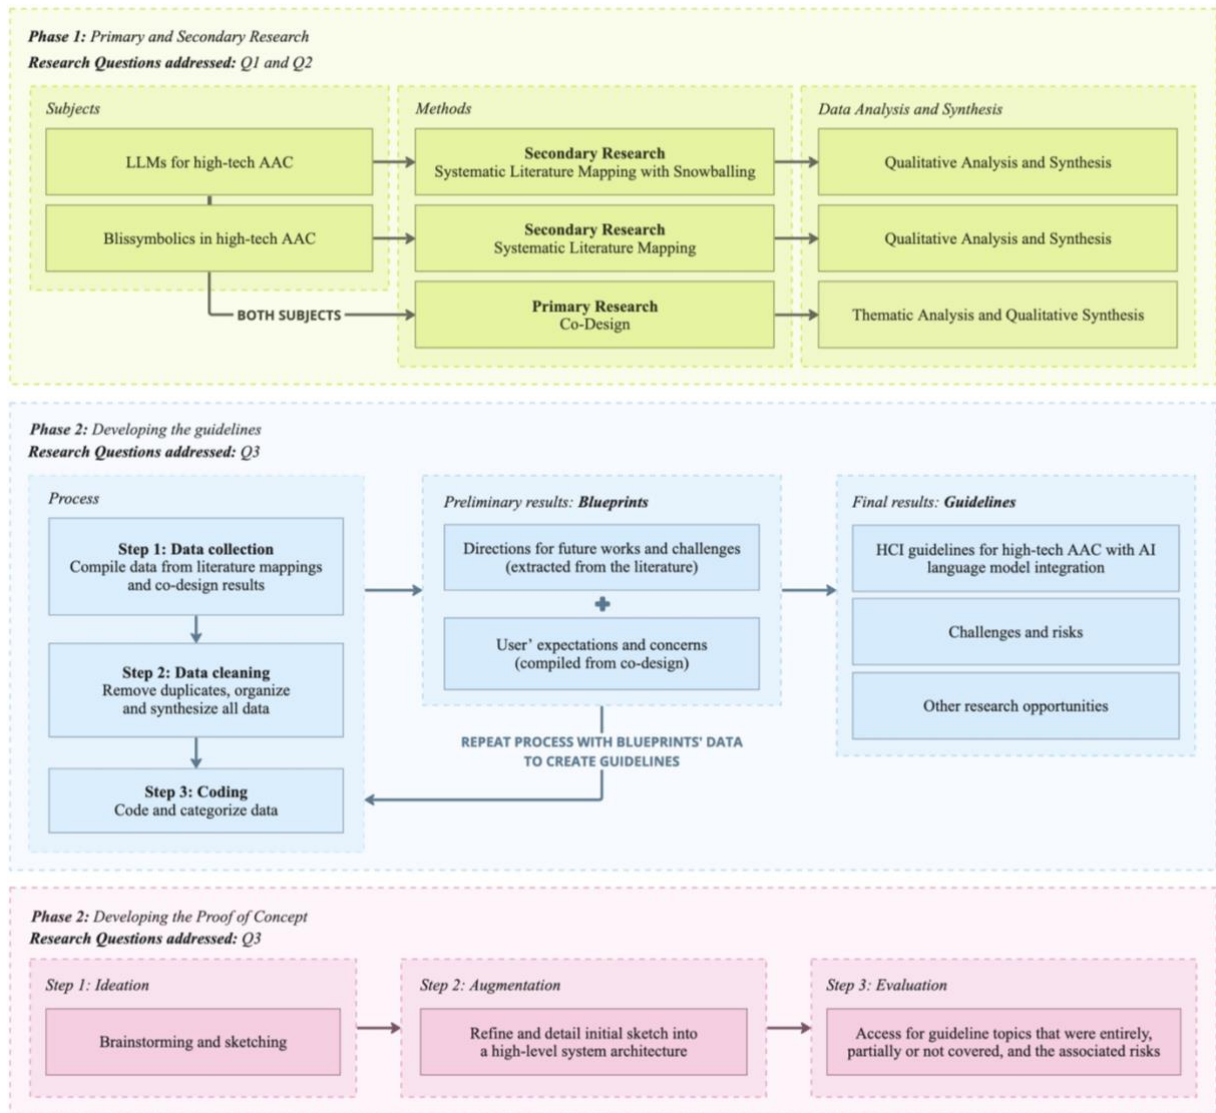 Phase 1: Primary and Secondary Research
Research Questions addressed: Q1 and Q2
Subjects
LLMs for high-tech AAC
Blissymbolics in high-tech AAC
BOTH SUBJECTS
Methods
Secondary Research
Systematic Literature Mapping with Snowballing
Secondary Research
Systematic Literature Mapping
Primary Research
Co-Design
Data Analysis and Synthesis
Qualitative Analysis and Synthesis
Qualitative Analysis and Synthesis
Thematic Analysis and Qualitative Synthesis
Phase 2: Developing the guidelines
Research Questions addressed: Q3
Process
Step 1: Data collection
Compile data from literature mappings
and co-design results
Step 2: Data cleaning
Remove duplicates, organize
and synthesize all data
Step 3: Coding
Code and categorize data
Preliminary results: Blueprints
Directions for future works and challenges
(extracted from the literature)
User' expectations and concerns
(compiled from co-design)
REPEAT PROCESS WITH BLUEPRINTS' DATA
TO CREATE GUIDELINES
Final results: Guidelines
HCI guidelines for high-tech AAC with AI
language model integration
Challenges and risks
Other research opportunities
Phase 2: Developing the Proof of Concept
Research Questions addressed: Q3
Step 1: Ideation
Brainstorming and sketching
Step 2: Augmentation
Refine and detail initial sketch into
a high-level system architecture
Step 3: Evaluation
Access for guideline topics that were entirely,
partially or not covered, and the associated risks